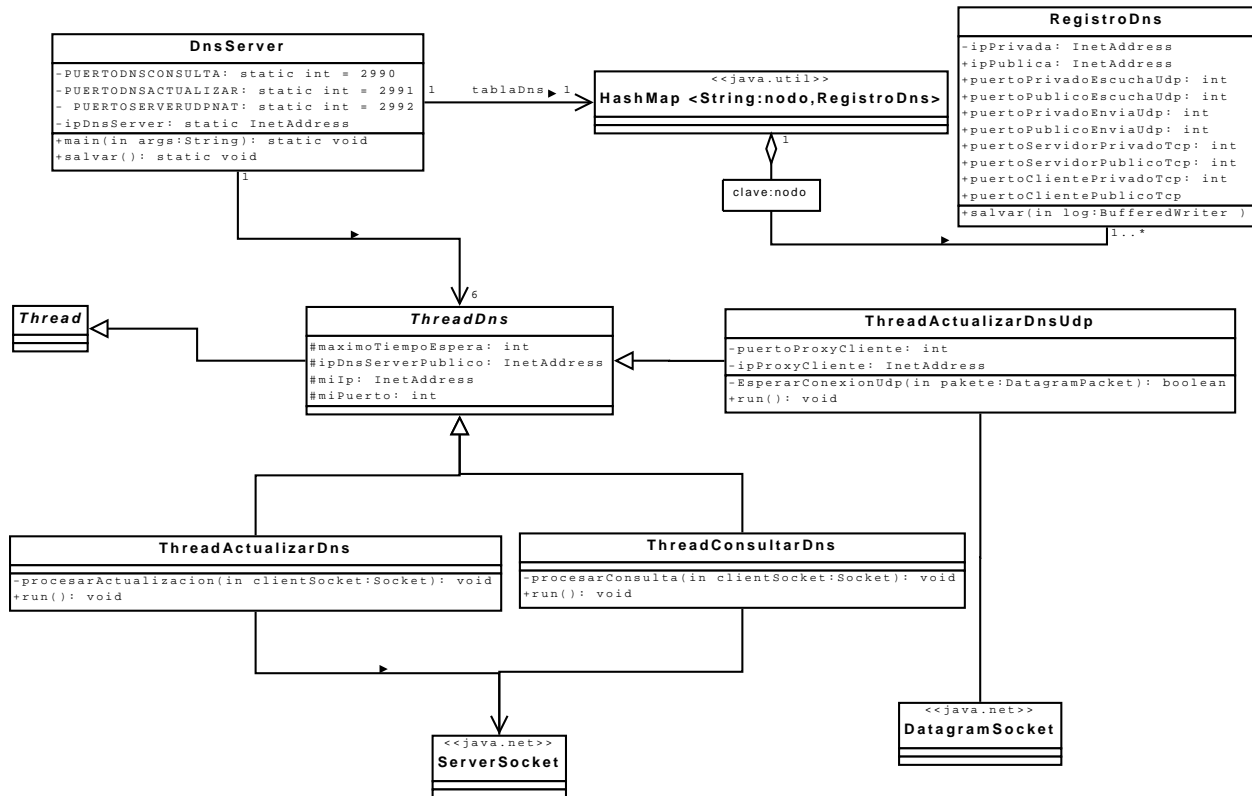 DnsServer
-PUERTODNSCONSULTA: static int = 2990
-PUERTODNSACTUALIZAR: static int = 2991
- PUERTOSERVERUDPNAT: static int = 2992
-ipDnsServer: static InetAddress
+main(in args:String): static void
+salvar(): static void
1
tablaDns
1
1
<<java.util>>
HashMap <String:nodo,RegistroDns>
1
clave:nodo
RegistroDns
-ipPrivada: InetAddress
+ipPublica: InetAddress
+puertoPrivadoEscuchaUdp: int
+puertoPublicoEscuchaUdp: int
+puertoPrivadoEnviaUdp: int
+puertoPublicoEnviaUdp: int
+puertoServidorPrivadoTcp: int
+puertoServidorPublicoTcp: int
+puertoClientePrivadoTcp: int
+puertoClientePublicoTcp
+salvar(in log:BufferedWriter )
1..*
6
Thread
ThreadDns
#maximoTiempoEspera: int
#ipDnsServerPublico: InetAddress
#miIp: InetAddress
#miPuerto: int
ThreadActualizarDnsUdp
-puertoProxyCliente: int
-ipProxyCliente: InetAddress
-EsperarConexionUdp(in pakete:DatagramPacket): boolean
+run(): void
ThreadActualizarDns
-procesarActualizacion(in clientSocket:Socket): void
+run(): void
ThreadConsultarDns
-procesarConsulta(in clientSocket:Socket): void
+run(): void
<<java.net>>
DatagramSocket
<<java.net>>
ServerSocket